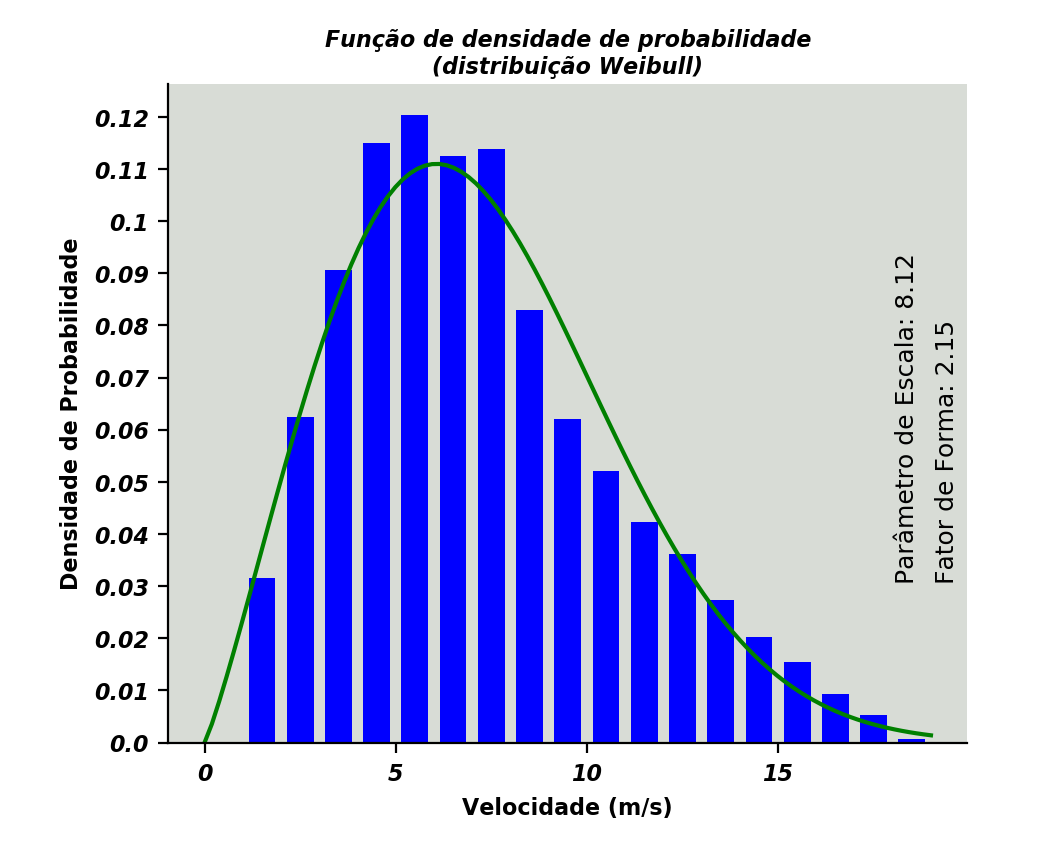 Função de densidade de probabilidade
(distribuição Weibull)
0.12
0.11
0.1
0.09
0.08
0.07
0.06
0.05
0.04
0.03
0.02
0.01
0.0
Densidade de Probabilidade
Parâmetro de Escala: 8.12
Fator de Forma: 2.15
0 5 10 15
Velocidade (m/s)